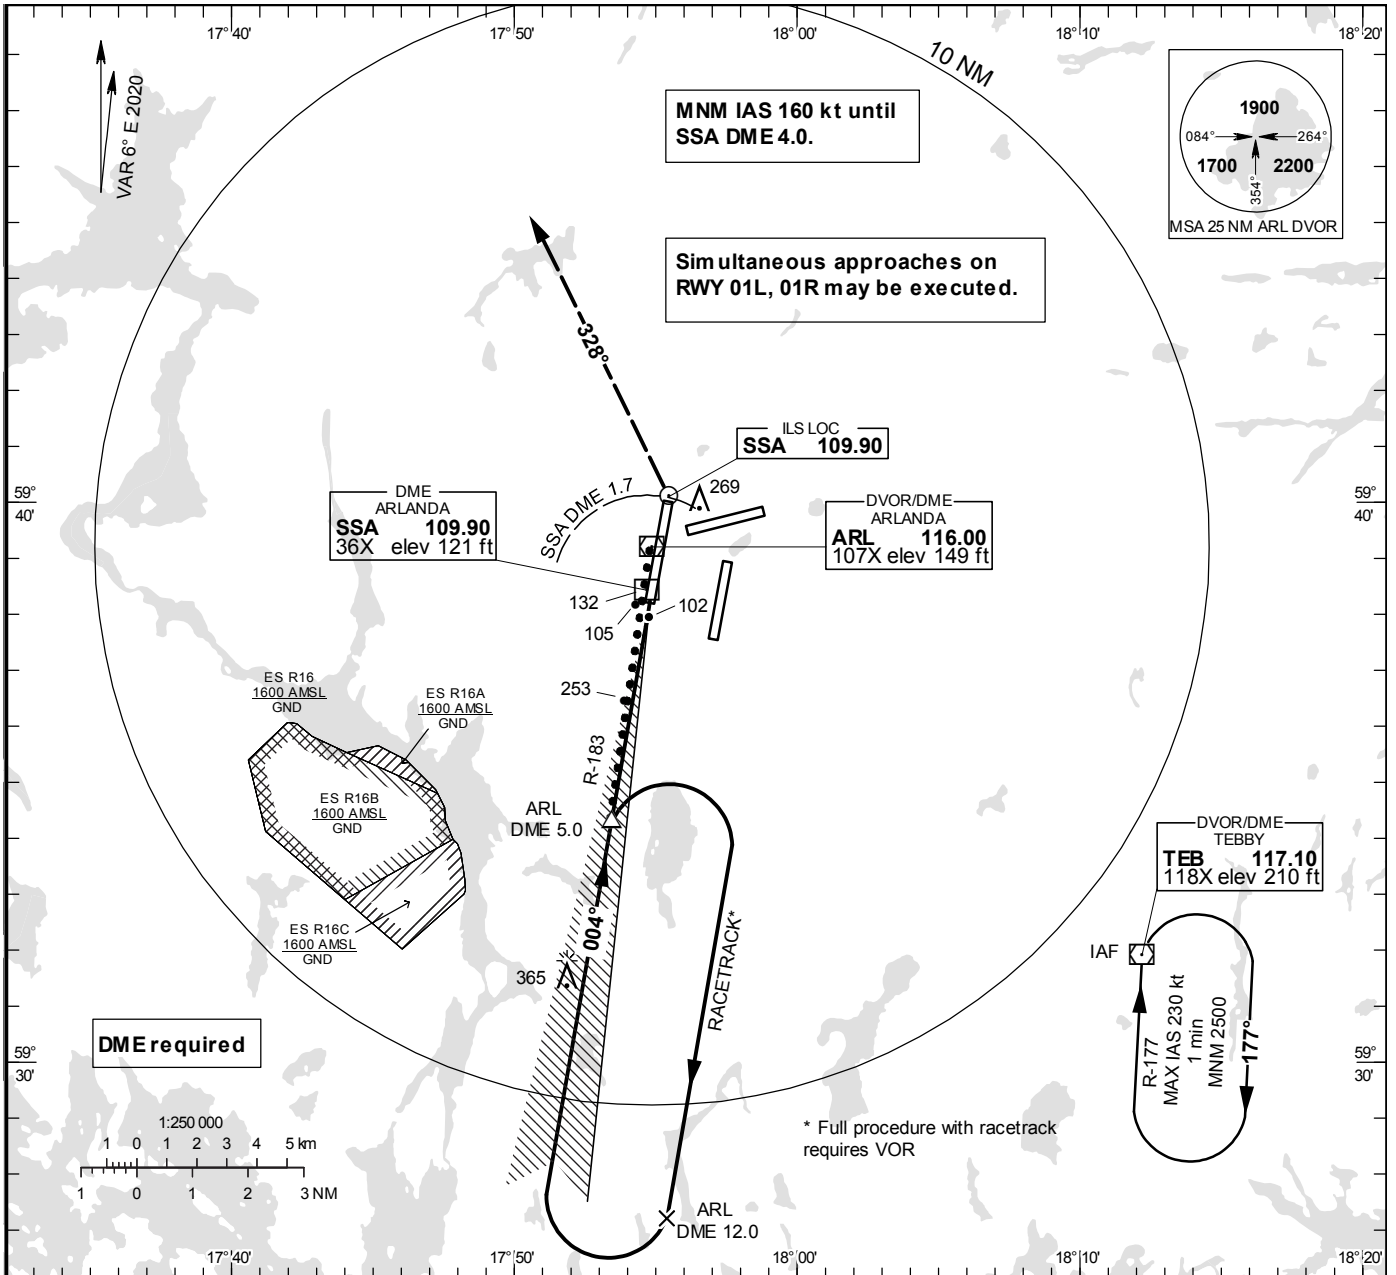 17°40'
17°50'
18°00'
18°10'
18°20'
10 NM
VAR 6° E 2020
MNM IAS 160 kt until
SSA DME 4.0.
1900
084°
264°
1700
2200
354°
MSA 25 NM ARL DVOR
Simultaneous approaches on
RWY 01L, 01R may be executed.
328°
ILS LOC
SSA 109.90
SSA DME 1.7
269
DME
ARLANDA
SSA 109.90
36X elev 121 ft
DVOR/DME
ARLANDA
ARL 116.00
107X elev 149 ft
59°
40'
59°
40'
132
102
105
253
ES R16
1600 AMSL
GND
ES R16A
1600 AMSL
GND
R-183
ES R16B
1600 AMSL
GND
ARL
DME 5.0
DVOR/DME
TEBBY
TEB 117.10
118X elev 210 ft
ES R16C
1600 AMSL
GND
004°
RACETRACK*
365
IAF
R-177
MAX IAS 230 kt
1 min
MNM 2500
177°
DME required
59°
30'
59°
30'
1:250 000
1 0 1 2 3 4 5 km
1 0 1 2 3 NM
* Full procedure with racetrack
requires VOR
ARL
DME 12.0
17°40'
17°50'
18°00'
18°10'
18°20'